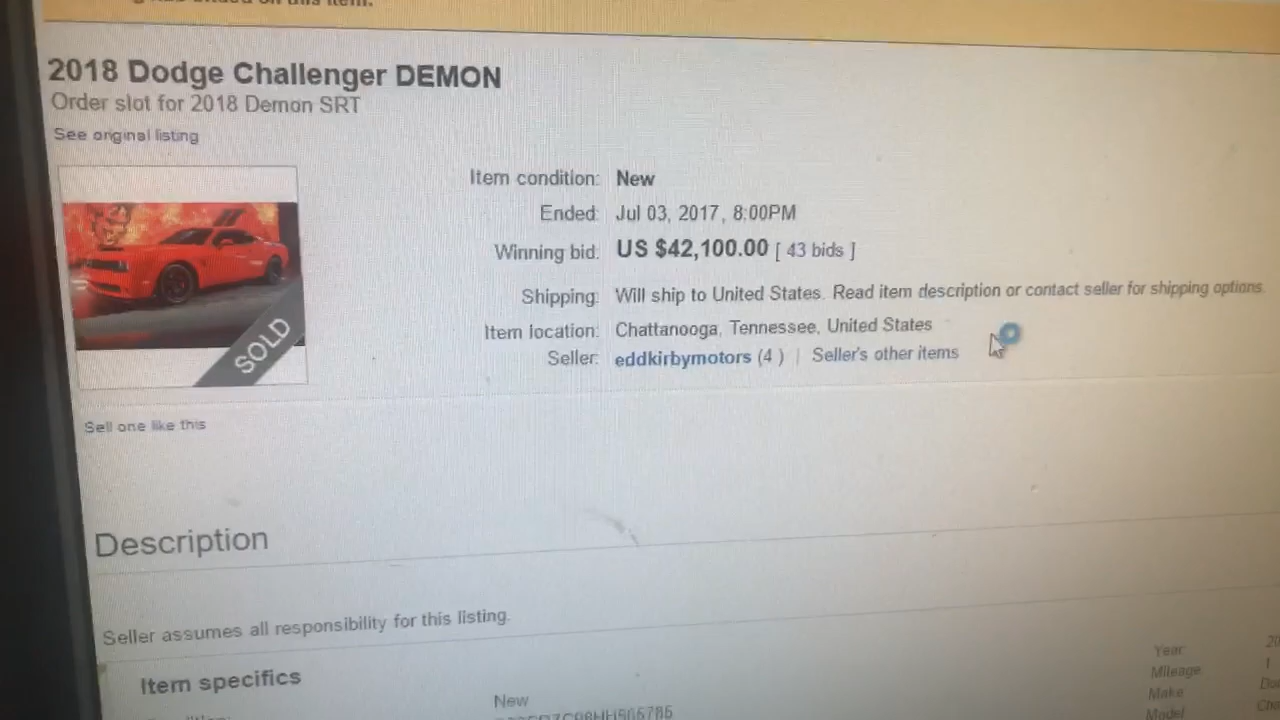 on this item.
2018 Dodge Challenger DEMON
Order slot for 2018 Demon SRT
See original listing
SOLD
Item condition: New
Ended: Jul 03, 2017, 8:00PM
Winning bid: US $42,100.00 [ 43 bids ]
Shipping: Will ship to United States. Read item description or contact seller for shipping options.
Item location: Chattanooga, Tennessee, United States
Seller: eddkirbymotors (4 ) | Seller's other items
Sell one like this
Description
Seller assumes all responsibility for this listing.
Item specifics
New
Year:
Mileage:
Make
Model